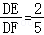 DE/DF = 2/5